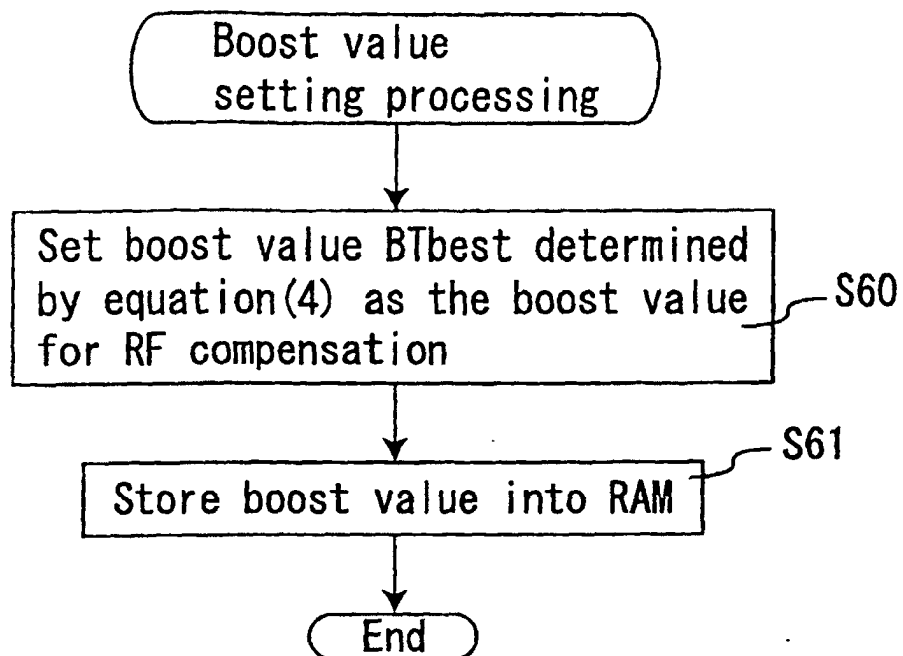 Boost value
setting processing
Set boost value BTbest determined
by equation(4) as the boost value
for RF compensation
S60
S61
Store boost value into RAM
End